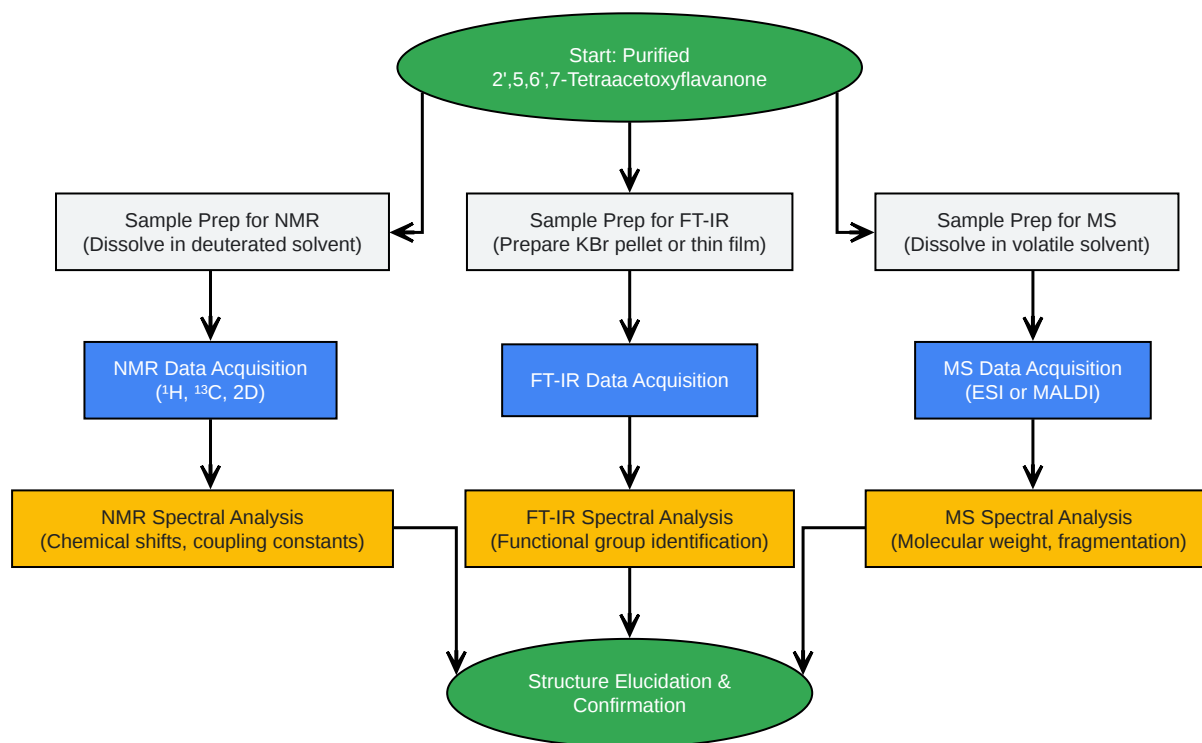 Start: Purified
2',5,6',7-Tetraacetoxyflavanone
Sample Prep for NMR
(Dissolve in deuterated solvent)
Sample Prep for FT-IR
(Prepare KBr pellet or thin film)
Sample Prep for MS
(Dissolve in volatile solvent)
NMR Data Acquisition
(¹H, ¹³C, 2D)
FT-IR Data Acquisition
MS Data Acquisition
(ESI or MALDI)
NMR Spectral Analysis
(Chemical shifts, coupling constants)
FT-IR Spectral Analysis
(Functional group identification)
MS Spectral Analysis
(Molecular weight, fragmentation)
Structure Elucidation &
Confirmation